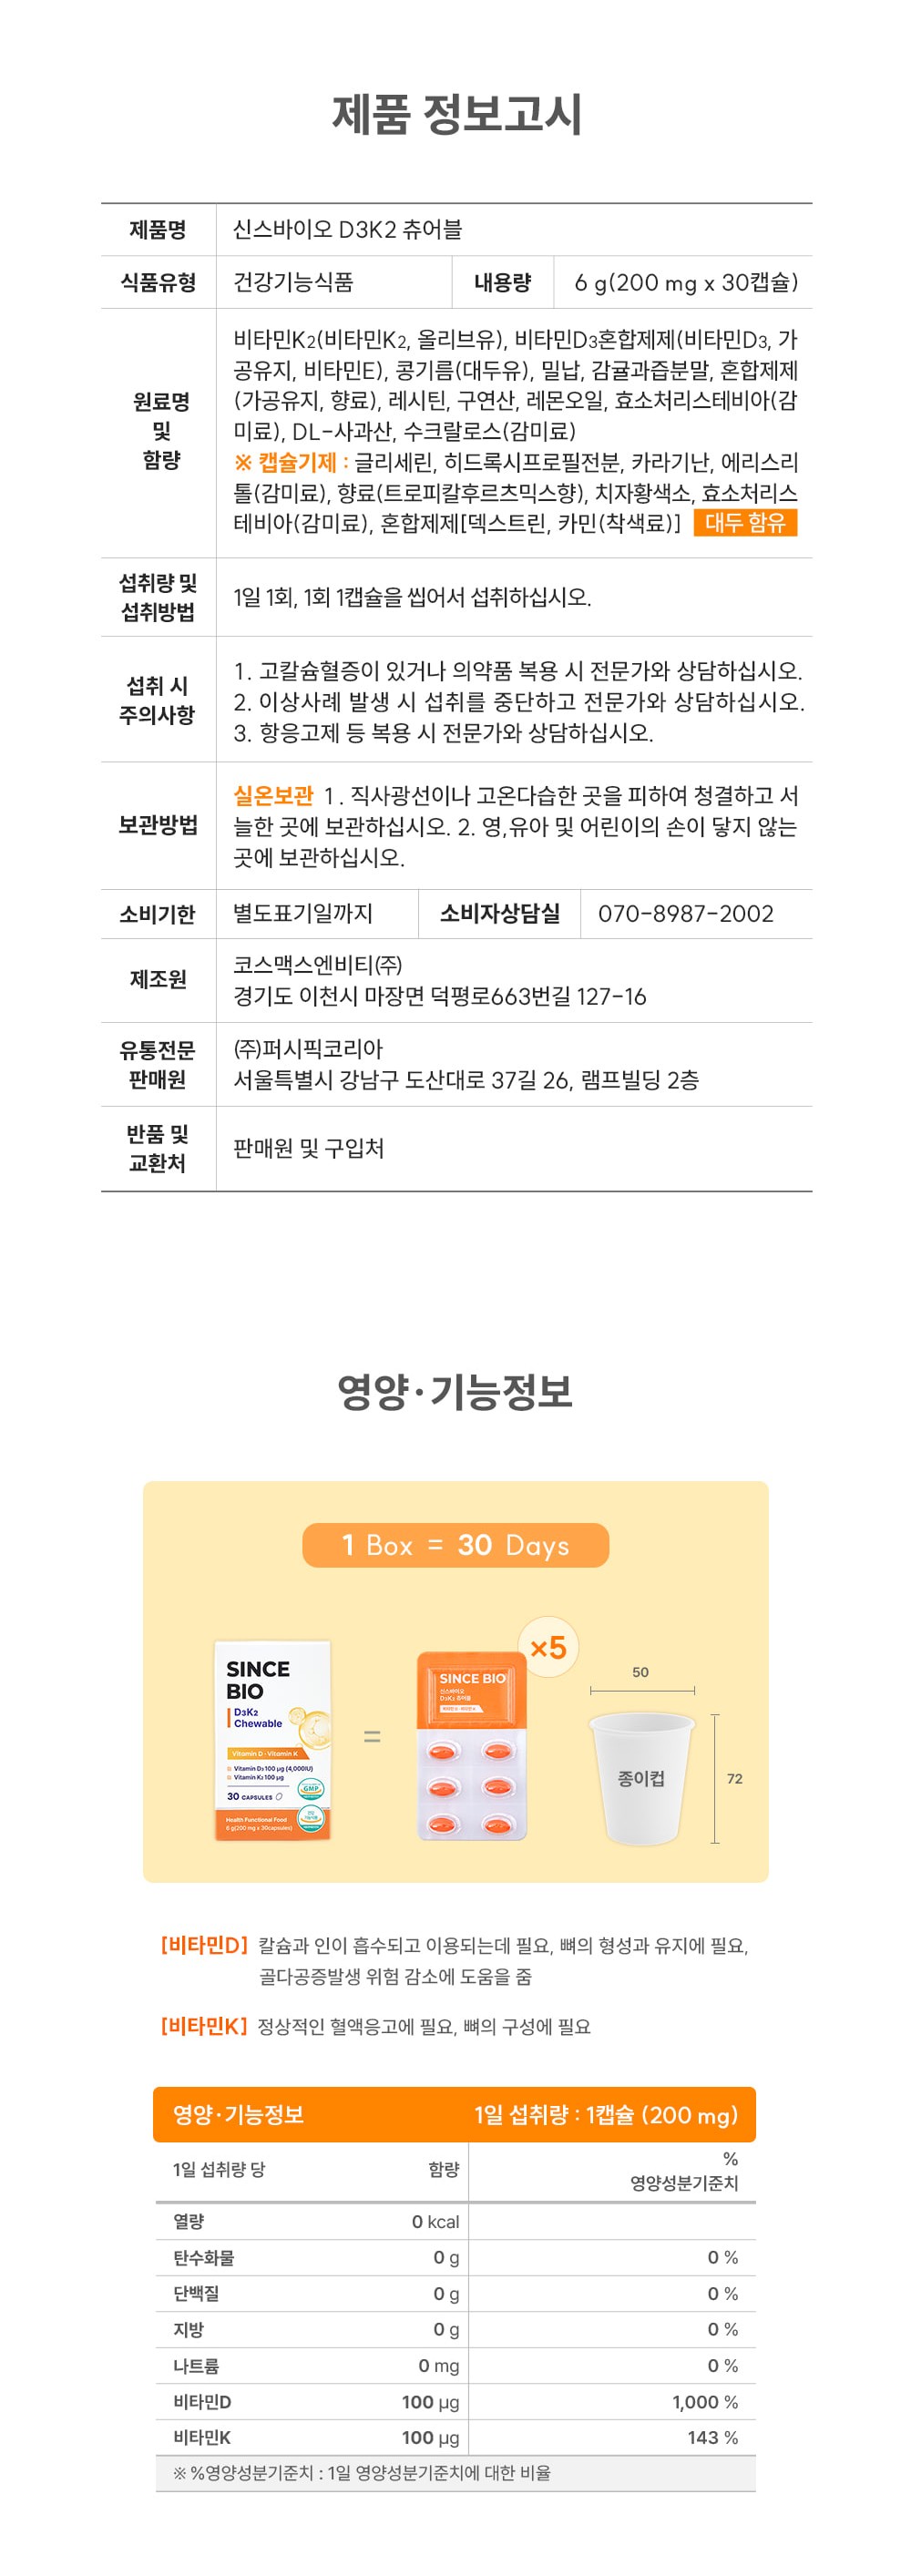 제품 정보고시
제품명 신스바이오 D3K2 츄어블
식품유형 건강기능식품 내용량 6 g(200 mg x 30캡슐)
원료명
및
함량
비타민K2(비타민K2, 올리브유), 비타민D3혼합제제(비타민D3, 가
공유지, 비타민E), 콩기름(대두유), 밀납, 감귤과즙분말, 혼합제제
(가공유지, 향료), 레시틴, 구연산, 레몬오일, 효소처리스테비아(감
미료), DL-사과산, 수크랄로스(감미료)
※ 캡슐기제 : 글리세린, 히드록시프로필전분, 카라기난, 에리스리
톨(감미료), 향료(트로피칼후르츠믹스향), 치자황색소, 효소처리스
테비아(감미료), 혼합제제[덱스트린, 카민(착색료)] 대두 함유
섭취량 및
섭취방법
1일 1회, 1회 1캡슐을 씹어서 섭취하십시오.
섭취 시
주의사항
1. 고칼슘혈증이 있거나 의약품 복용 시 전문가와 상담하십시오.
2. 이상사례 발생 시 섭취를 중단하고 전문가와 상담하십시오.
3. 항응고제 등 복용 시 전문가와 상담하십시오.
보관방법
실온보관 1. 직사광선이나 고온다습한 곳을 피하여 청결하고 서
늘한 곳에 보관하십시오. 2. 영,유아 및 어린이의 손이 닿지 않는
곳에 보관하십시오.
소비기한 별도표기일까지 소비자상담실 070-8987-2002
제조원
코스맥스엔비티(주)
경기도 이천시 마장면 덕평로663번길 127-16
유통전문
판매원
(주)퍼시픽코리아
서울특별시 강남구 도산대로 37길 26, 램프빌딩 2층
반품 및
교환처
판매원 및 구입처
영양·기능정보
1 Box = 30 Days
SINCE
BIO
D3K2
Chewable
Vitamin D · Vitamin K
Vitamin D3 100 μg (4,000IU)
Vitamin K2 100 μg
30 CAPSULES
GMP
Health Functional Food
6 g(200 mg x 30capsules)
=
×5
SINCE BIO
신스바이오
D3K2 츄어블
50
종이컵
72
[비타민D] 칼슘과 인이 흡수되고 이용되는데 필요, 뼈의 형성과 유지에 필요,
골다공증발생 위험 감소에 도움을 줌
[비타민K] 정상적인 혈액응고에 필요, 뼈의 구성에 필요
영양·기능정보 1일 섭취량 : 1캡슐 (200 mg)
1일 섭취량 당 함량 %
영양성분기준치
열량 0 kcal
탄수화물 0 g 0 %
단백질 0 g 0 %
지방 0 g 0 %
나트륨 0 mg 0 %
비타민D 100 μg 1,000 %
비타민K 100 μg 143 %
※ %영양성분기준치 : 1일 영양성분기준치에 대한 비율